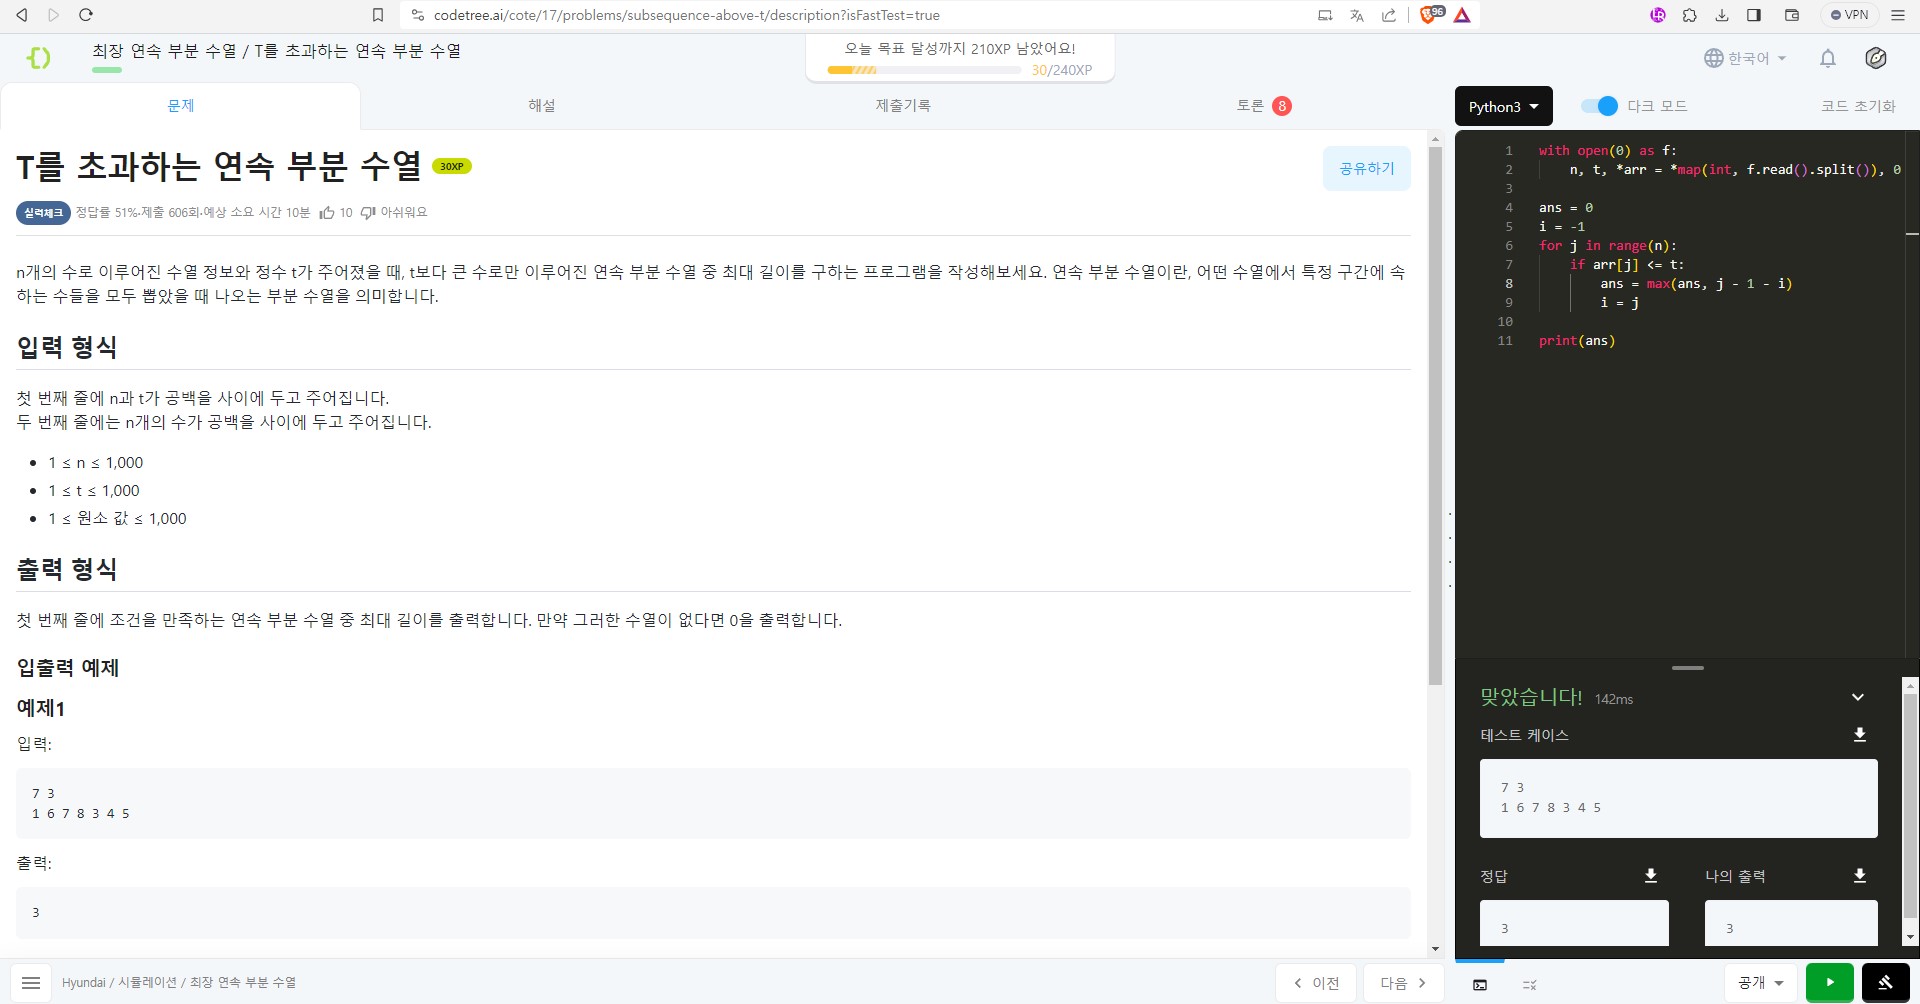 codetree.ai/cote/17/problems/subsequence-above-t/description?isFastTest=true
96
VPN
최장 연속 부분 수열 / T를 초과하는 연속 부분 수열
오늘 목표 달성까지 210XP 남았어요!
30/240XP
한국어
문제
해설
제출기록
토론 8
Python3
다크 모드
코드 초기화
T를 초과하는 연속 부분 수열 30XP
공유하기
실력체크 정답률 51%•제출 606회•예상 소요 시간 10분 10 아쉬워요
n개의 수로 이루어진 수열 정보와 정수 t가 주어졌을 때, t보다 큰 수로만 이루어진 연속 부분 수열 중 최대 길이를 구하는 프로그램을 작성해보세요. 연속 부분 수열이란, 어떤 수열에서 특정 구간에 속
하는 수들을 모두 뽑았을 때 나오는 부분 수열을 의미합니다.
입력 형식
첫 번째 줄에 n과 t가 공백을 사이에 두고 주어집니다.
두 번째 줄에는 n개의 수가 공백을 사이에 두고 주어집니다.
• 1 ≤ n ≤ 1,000
• 1 ≤ t ≤ 1,000
• 1 ≤ 원소 값 ≤ 1,000
출력 형식
첫 번째 줄에 조건을 만족하는 연속 부분 수열 중 최대 길이를 출력합니다. 만약 그러한 수열이 없다면 0을 출력합니다.
입출력 예제
예제1
입력:
7 3
1 6 7 8 3 4 5
출력:
3
Hyundai / 시뮬레이션 / 최장 연속 부분 수열
이전
다음
1 with open(0) as f:
2 n, t, *arr = *map(int, f.read().split()), 0
3
4 ans = 0
5 i = -1
6 for j in range(n):
7 if arr[j] <= t:
8 ans = max(ans, j - 1 - i)
9 i = j
10
11 print(ans)
맞았습니다! 142ms
테스트 케이스
7 3
1 6 7 8 3 4 5
정답
나의 출력
3
3
공개